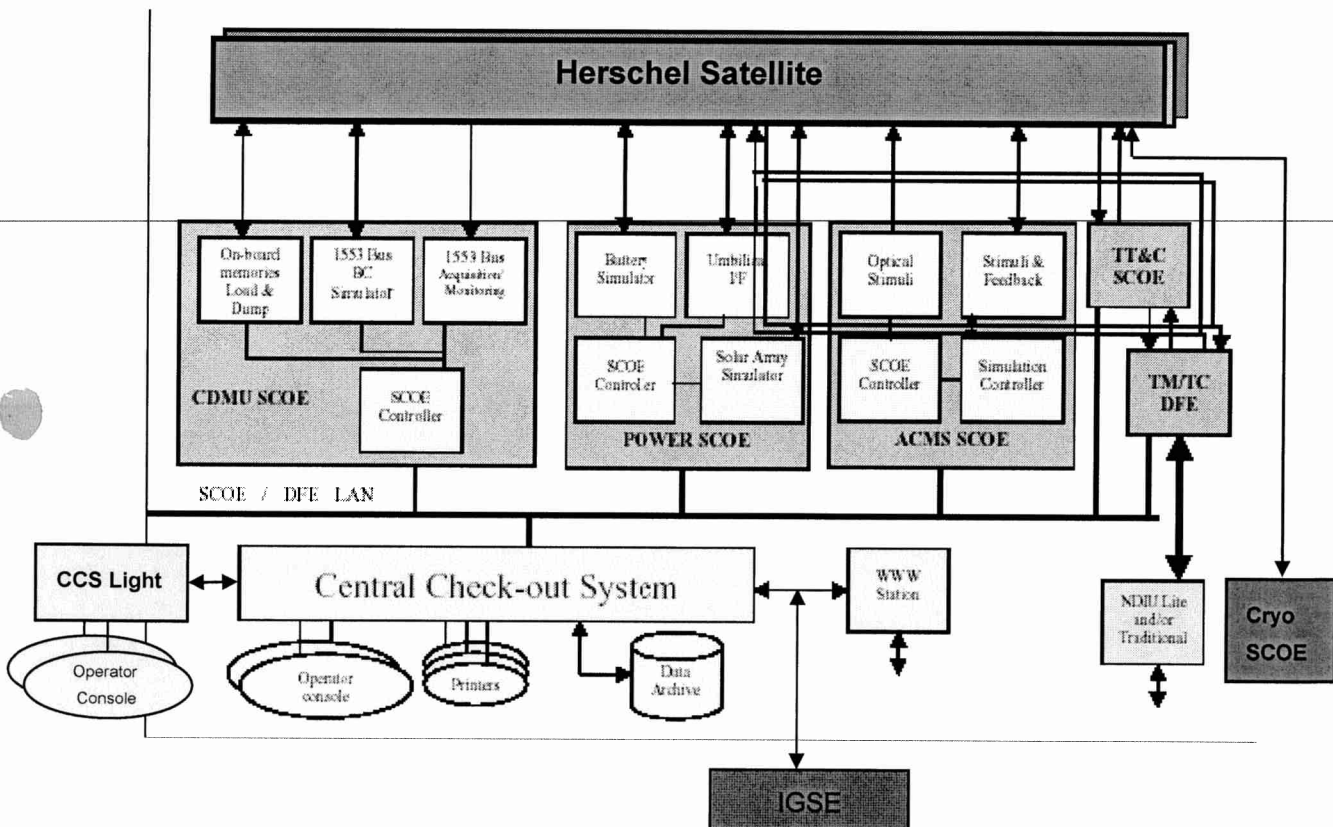 Herschel Satellite
On-board
memories
Load &
Dump
1553 Bus
BC
Simulator
1553 Bus
Acquisition/
Monitoring
SCOE
Controller
CDMU SCOE
Battery
Simulator
Umbilical
I/F
SCOE
Controller
Solar Array
Simulator
POWER SCOE
Optical
Stimuli
Stimuli &
Feedback
SCOE
Controller
Simulation
Controller
ACMS SCOE
TT&C
SCOE
TM/TC
DFE
SCOE / DFE LAN
CCS Light
Central Check-out System
WWW
Station
NDIU Lite
and/or
Traditional
Cryo
SCOE
Operator
Console
Operator
console
Printers
Data
Archive
IGSE